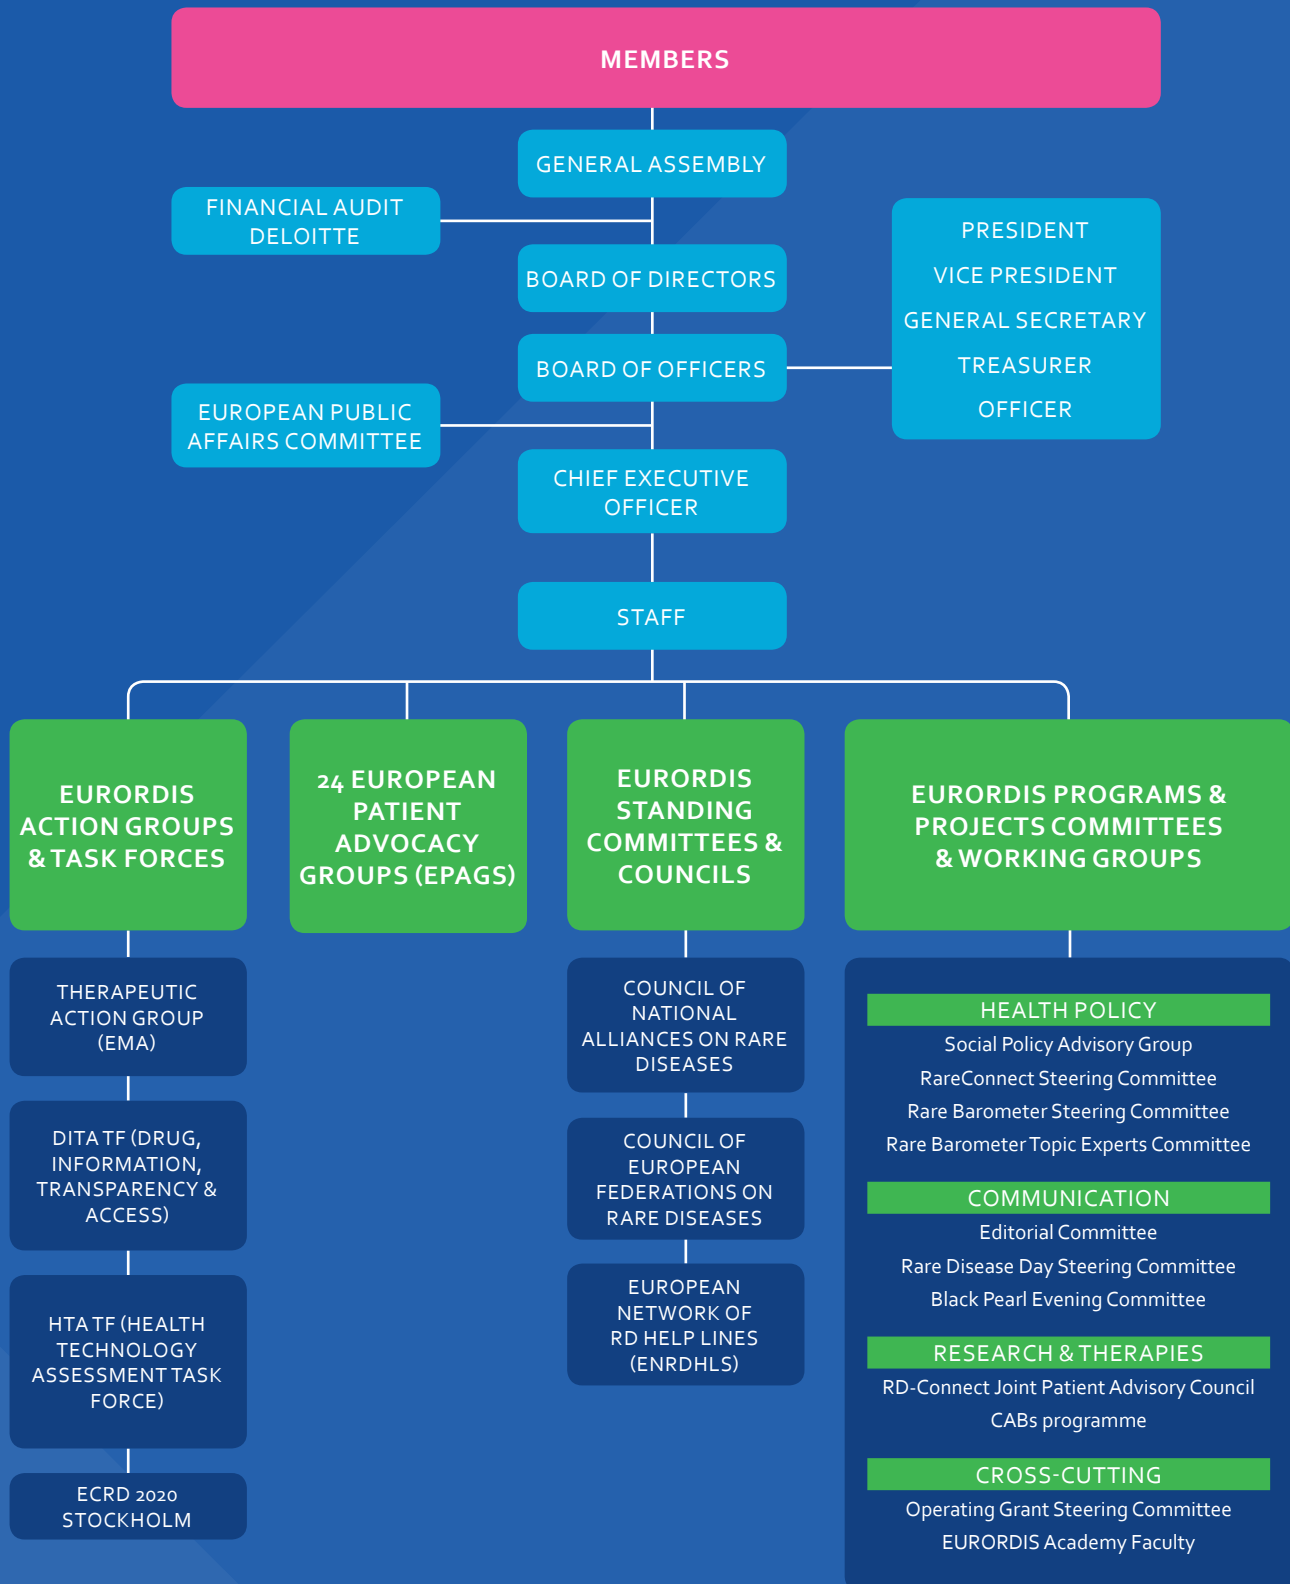 MEMBERS
GENERAL ASSEMBLY
FINANCIAL AUDIT
DELOITTE
BOARD OF DIRECTORS
BOARD OF OFFICERS
PRESIDENT
VICE PRESIDENT
GENERAL SECRETARY
TREASURER
OFFICER
EUROPEAN PUBLIC
AFFAIRS COMMITTEE
CHIEF EXECUTIVE
OFFICER
STAFF
EURORDIS
ACTION GROUPS
& TASK FORCES
THERAPEUTIC
ACTION GROUP
(EMA)
DITA TF (DRUG,
INFORMATION,
TRANSPARENCY &
ACCESS)
HTA TF (HEALTH
TECHNOLOGY
ASSESSMENT TASK
FORCE)
ECRD 2020
STOCKHOLM
24 EUROPEAN
PATIENT
ADVOCACY
GROUPS (EPAGS)
EURORDIS
STANDING
COMMITTEES &
COUNCILS
COUNCIL OF
NATIONAL
ALLIANCES ON RARE
DISEASES
COUNCIL OF
EUROPEAN
FEDERATIONS ON
RARE DISEASES
EUROPEAN
NETWORK OF
RD HELP LINES
(ENRDHLS)
EURORDIS PROGRAMS &
PROJECTS COMMITTEES
& WORKING GROUPS
HEALTH POLICY
Social Policy Advisory Group
RareConnect Steering Committee
Rare Barometer Steering Committee
Rare Barometer Topic Experts Committee
COMMUNICATION
Editorial Committee
Rare Disease Day Steering Committee
Black Pearl Evening Committee
RESEARCH & THERAPIES
RD-Connect Joint Patient Advisory Council
CABs programme
CROSS-CUTTING
Operating Grant Steering Committee
EURORDIS Academy Faculty